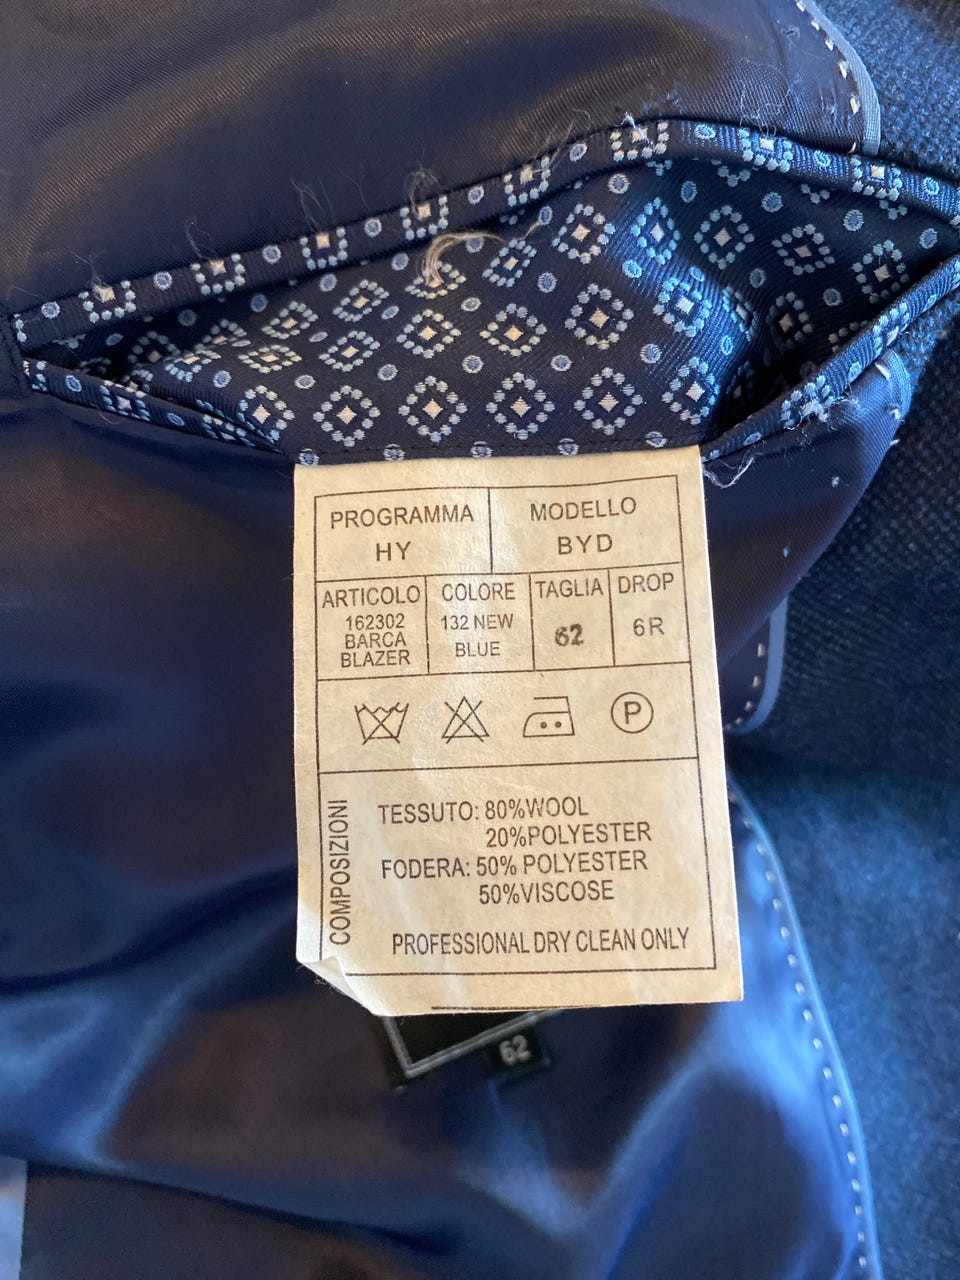 PROGRAMMA
HY
MODELLO
BYD
ARTICOLO
162302
BARCA
BLAZER
COLORE
132 NEW
BLUE
TAGLIA
62
DROP
6R
P
COMPOSIZIONI
TESSUTO: 80%WOOL
20%POLYESTER
FODERA: 50% POLYESTER
50%VISCOSE
PROFESSIONAL DRY CLEAN ONLY
62